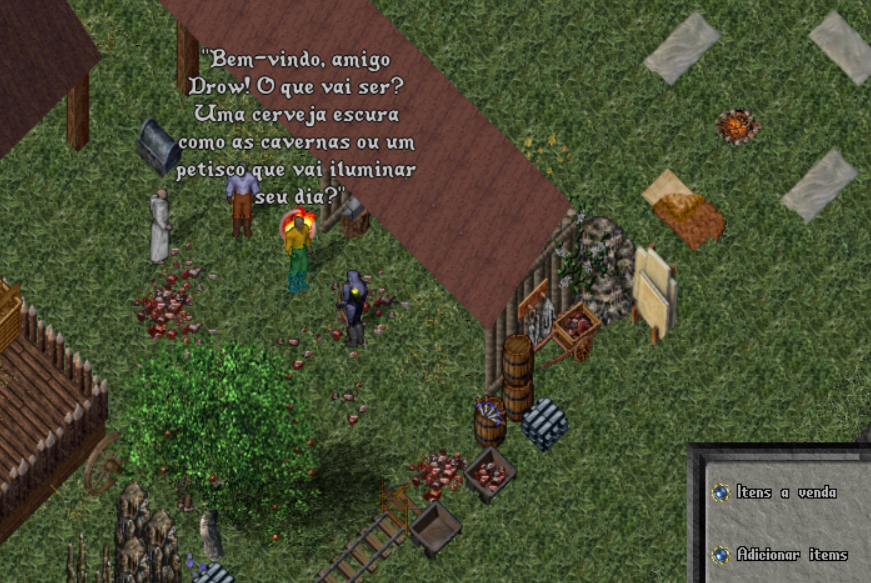 "Bem-vindo, amigo
Drow! O que vai ser?
Uma cerveja escura
como as cavernas ou um
petisco que vai iluminar
seu dia?"
Itens a venda
Adicionar items